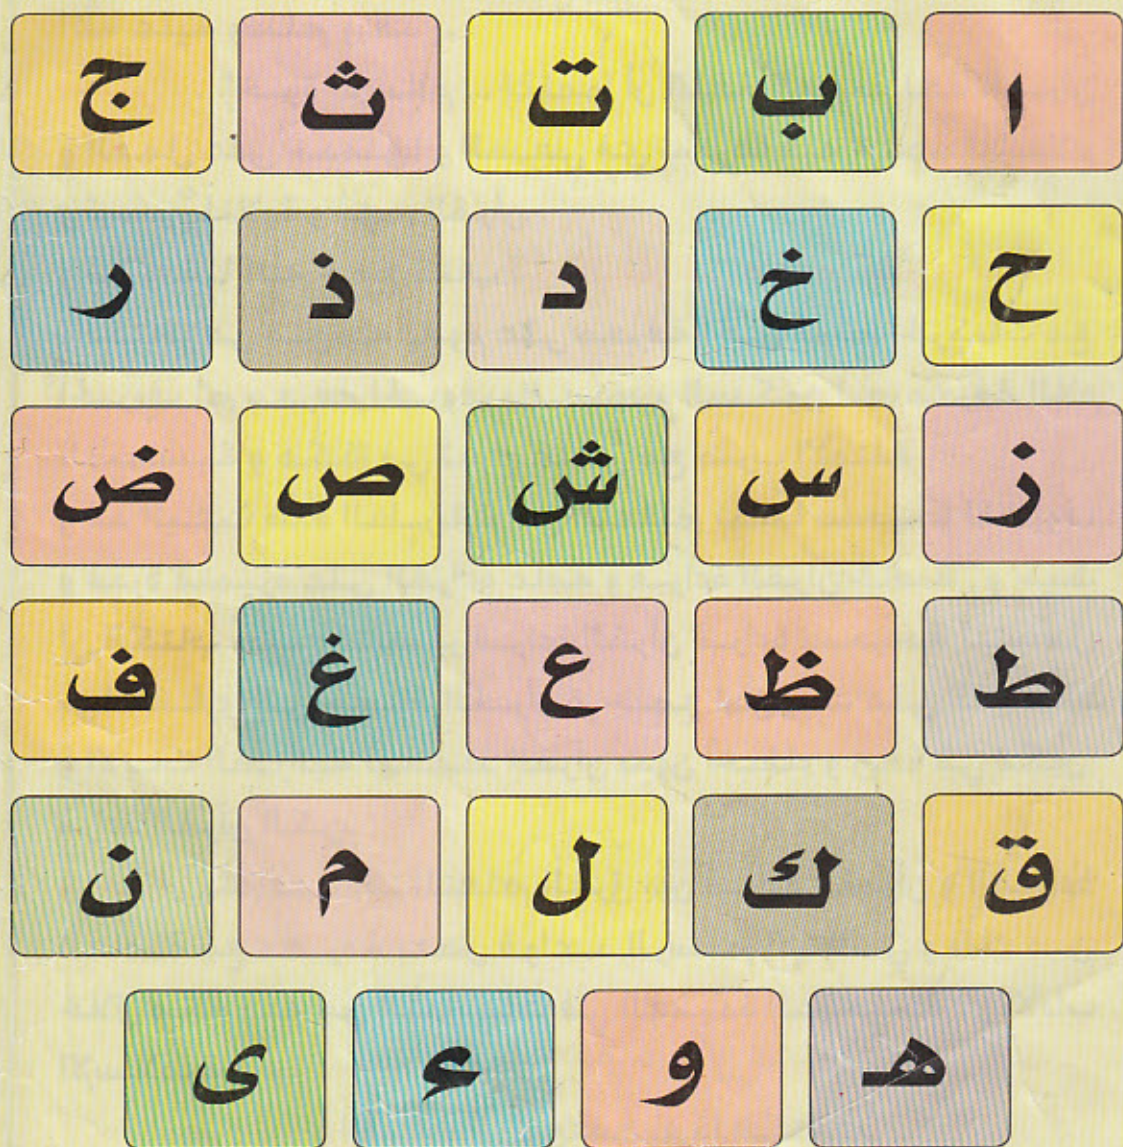 ا ب ت ث ج
ح خ د ذ ر
ز س ش ص ض
ط ظ ع غ ف
ق ك ل م ن
هـ و ء ى